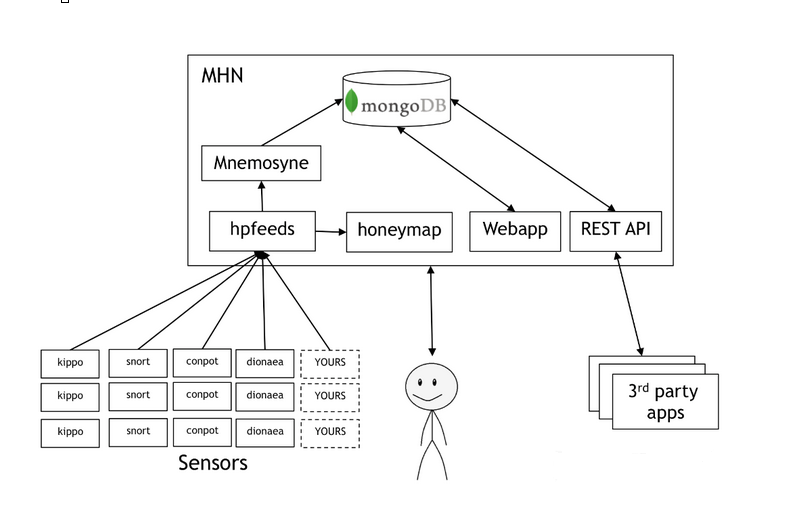 MHN
mongoDB
Mnemosyne
hpfeeds
honeymap
Webapp
REST API
kippo
snort
conpot
dionaea
YOURS
kippo
snort
conpot
dionaea
YOURS
kippo
snort
conpot
dionaea
YOURS
Sensors
3rd party
apps